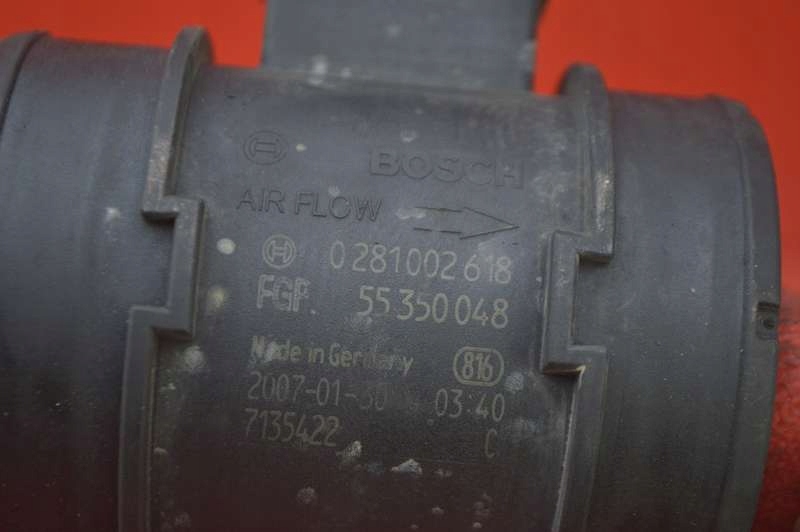 BOSCH
AIR FLOW
0 281 002 618
FGP. 55 350 048
Made in Germany 816
2007-01-30 03:40
7135422 C